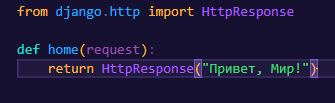 from django.http import HttpResponse
def home(request):
    return HttpResponse("Привет, Мир!")